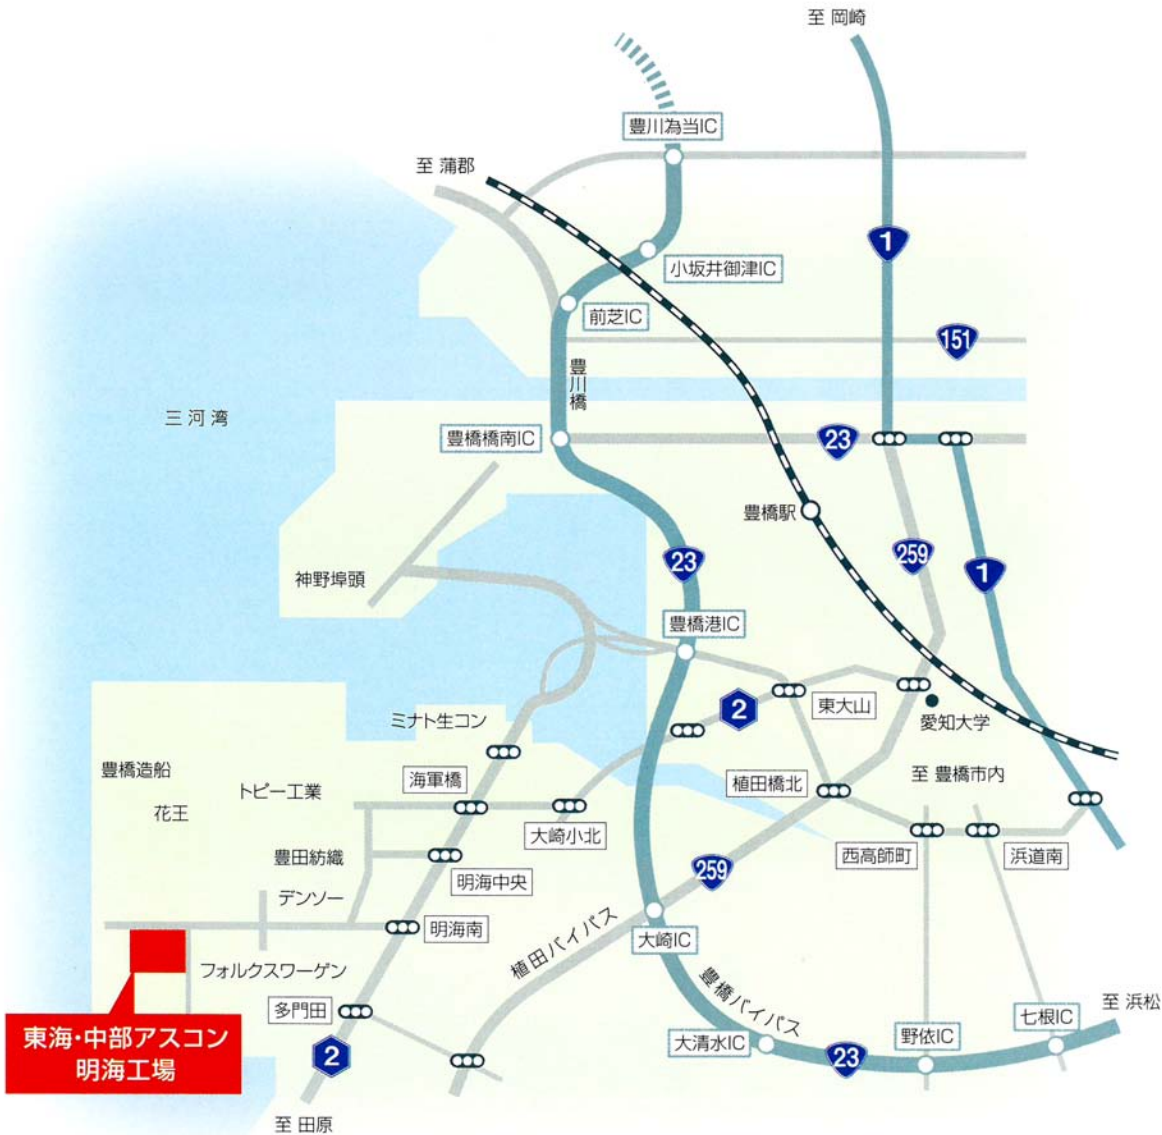 至 岡崎
豊川為当IC
至 蒲郡
1
小坂井御津IC
前芝IC
151
豊川橋
三河湾
豊橋橋南IC
23
豊橋駅
259
23
1
神野埠頭
豊橋港IC
2
東大山
愛知大学
ミナト生コン
豊橋造船
海軍橋
至 豊橋市内
トピー工業
植田橋北
花王
大崎小北
豊田紡織
西高師町
浜道南
明海中央
259
デンソー
明海南
植田バイパス
大崎IC
フォルクスワーゲン
豊橋バイパス
多門田
至 浜松
七根IC
東海・中部アスコン
明海工場
大清水IC
野依IC
2
23
至 田原